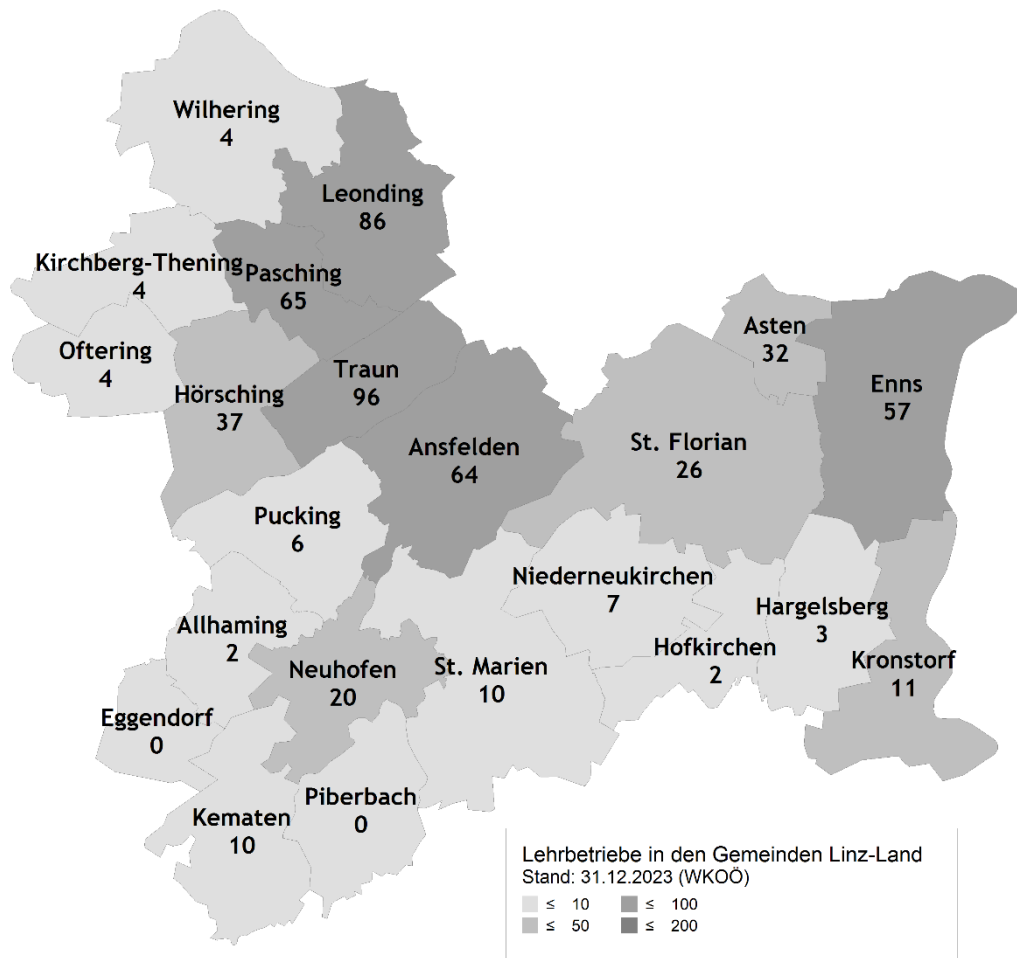 Wilhering
4
Leonding
86
Kirchberg-Thening
4
Pasching
65
Oftering
4
Hörsching
37
Traun
96
Asten
32
Enns
57
Ansfelden
64
St. Florian
26
Pucking
6
Niederneukirchen
7
Hargelsberg
3
Allhaming
2
Neuhofen
20
St. Marien
10
Hofkirchen
2
Kronstorf
11
Eggendorf
0
Kematen
10
Piberbach
0
Lehrbetriebe in den Gemeinden Linz-Land
Stand: 31.12.2023 (WKOÖ)
≤ 10 ≤ 100
≤ 50 ≤ 200